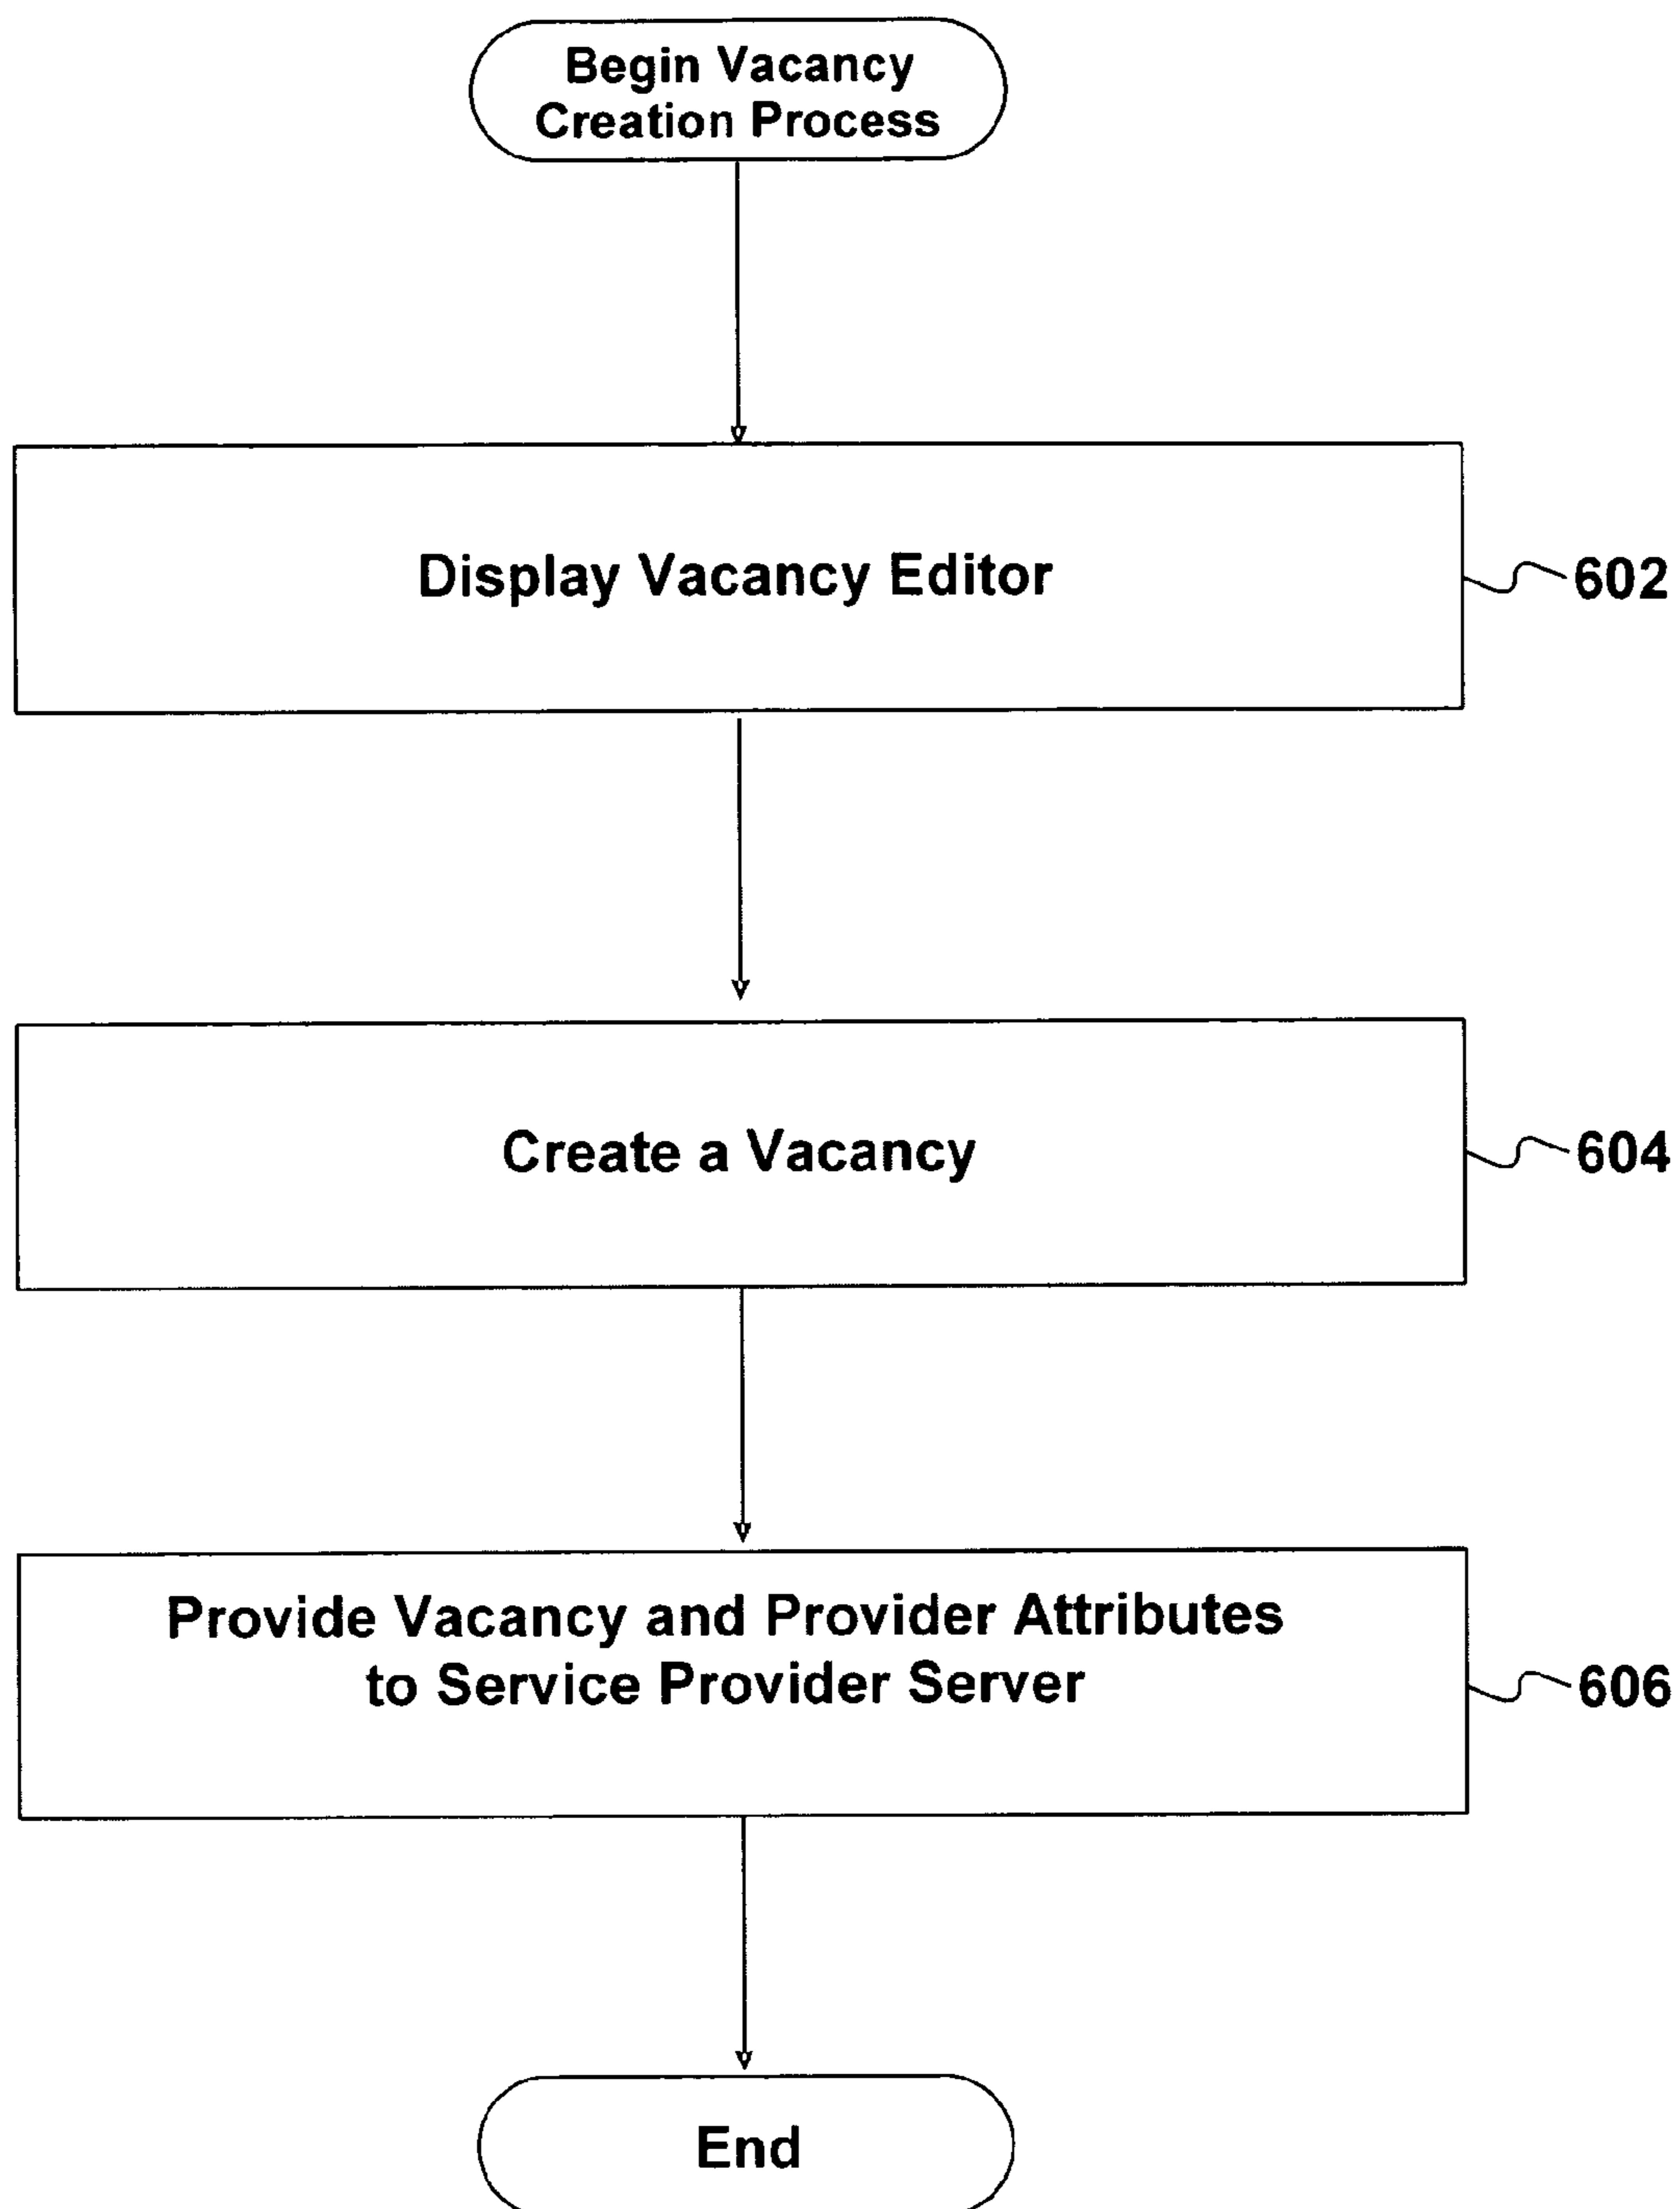 Begin Vacancy
Creation Process
Display Vacancy Editor
602
Create a Vacancy
604
Provide Vacancy and Provider Attributes
to Service Provider Server
606
End